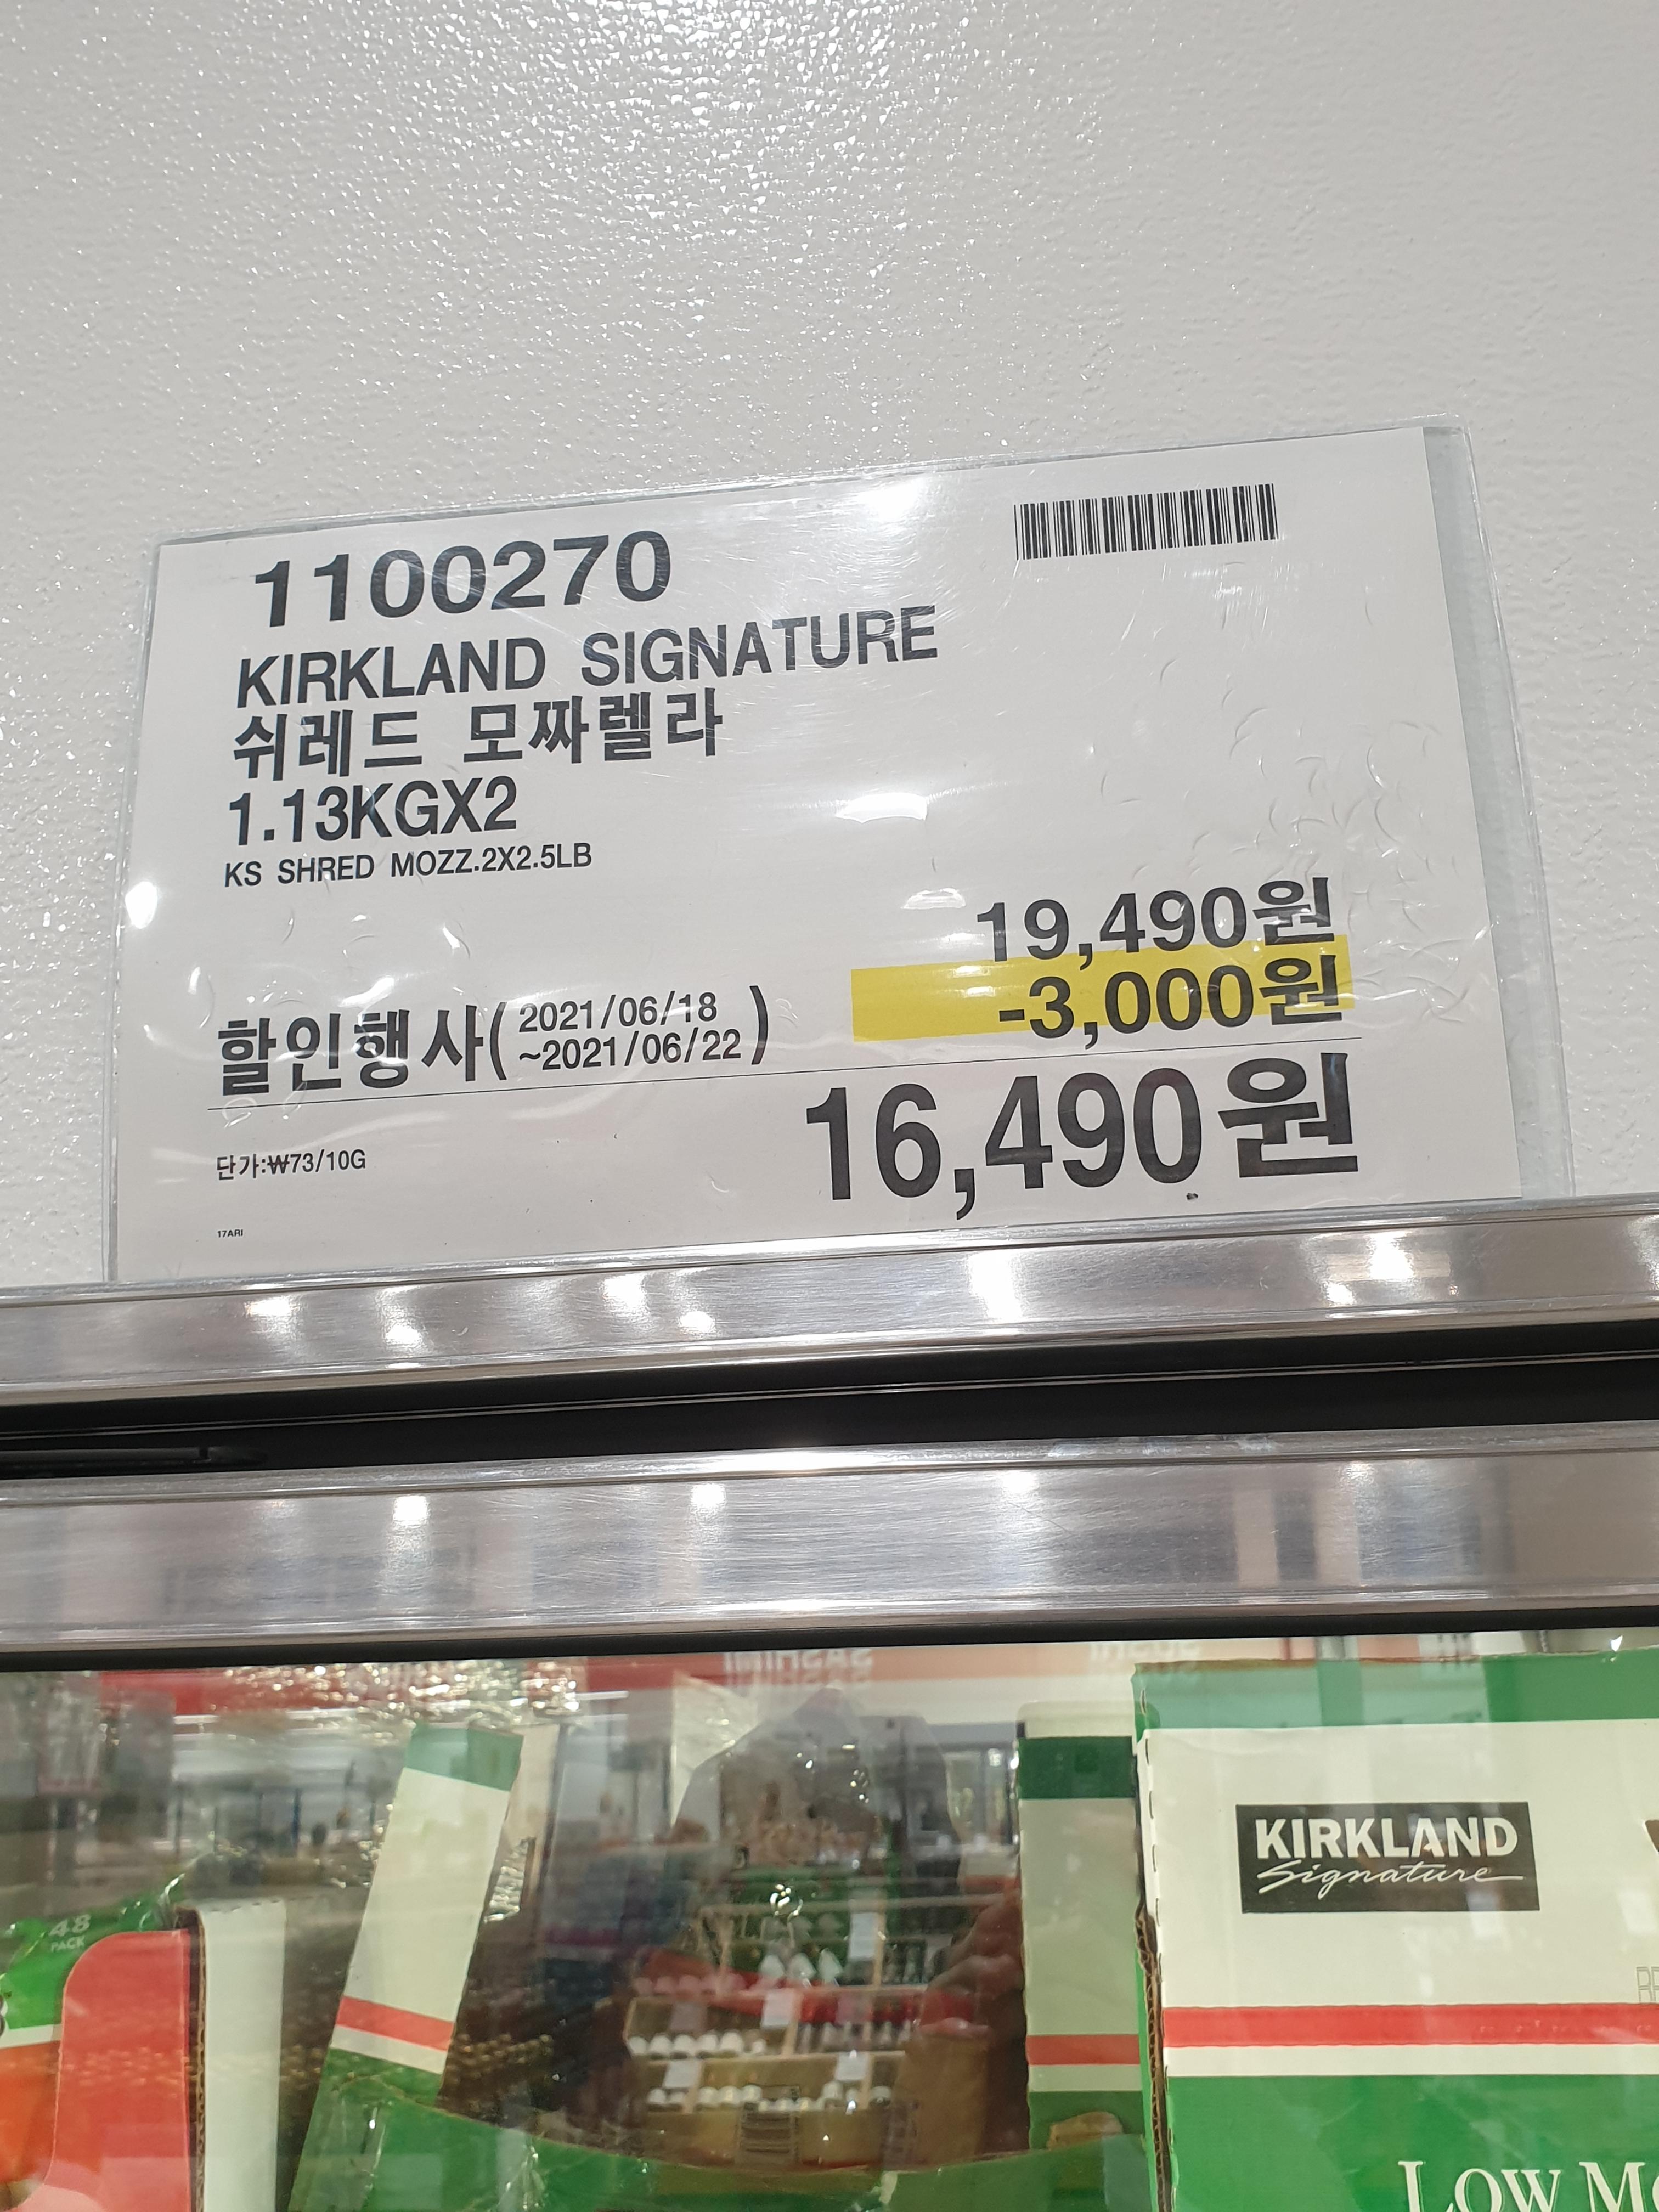 1100270
KIRKLAND SIGNATURE
쉬레드 모짜렐라
1.13KGX2
KS SHRED MOZZ.2X2.5LB
19,490원
-3,000원
할인행사(2021/06/18
~2021/06/22)
16,490원
단가:₩73/10G
17ARI
48
PACK
KIRKLAND
Signature
LOW